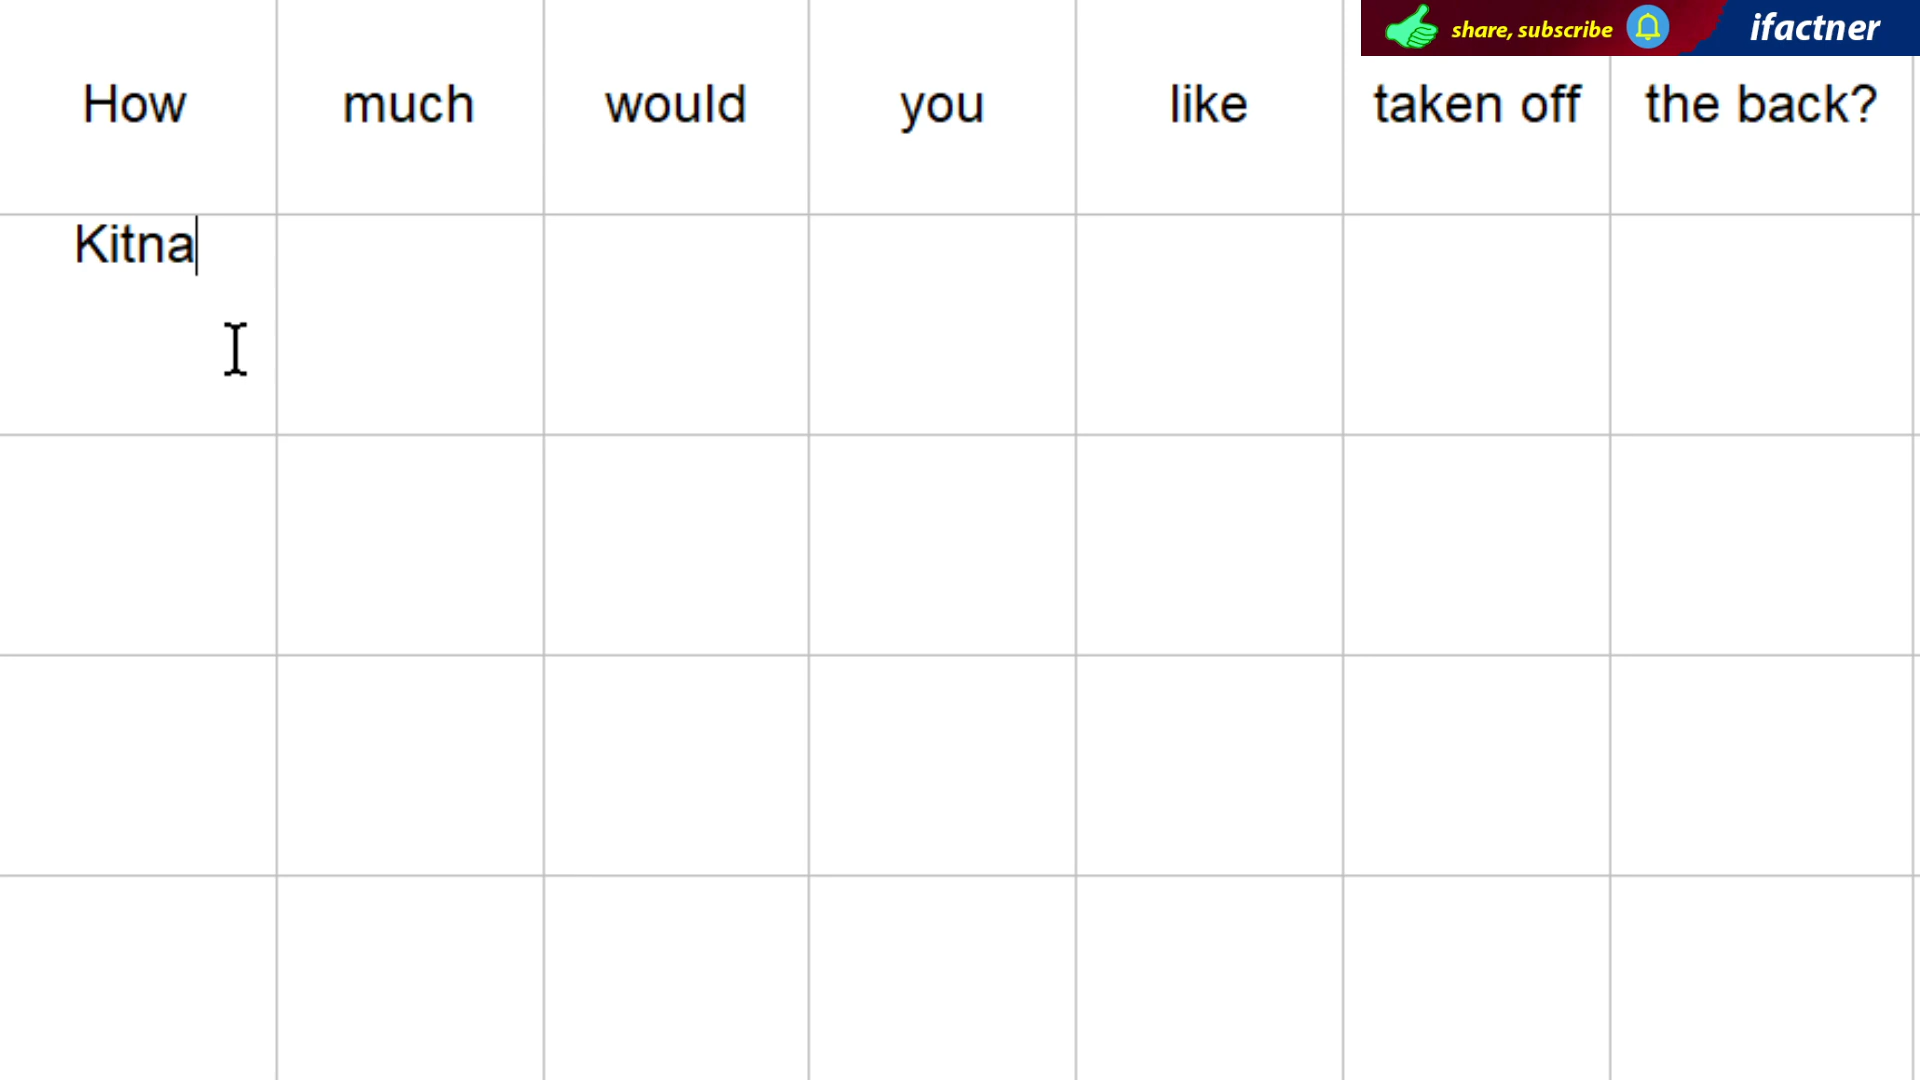 share, subscribe ifactner
How much would you like taken off the back?
Kitna